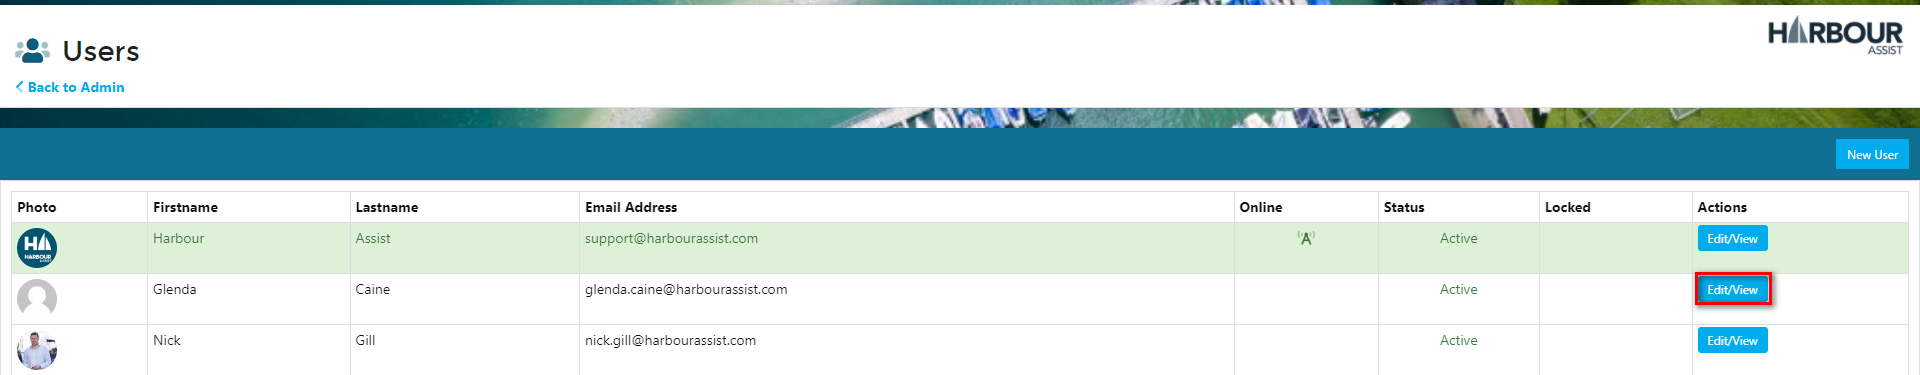 HARBOUR
ASSIST
Users
Back to Admin
New User
Photo Firstname Lastname Email Address Online Status Locked Actions
HA HARBOUR ASSIST Harbour Assist support@harbourassist.com Active Edit/View
Glenda Caine glenda.caine@harbourassist.com Active Edit/View
Nick Gill nick.gill@harbourassist.com Active Edit/View